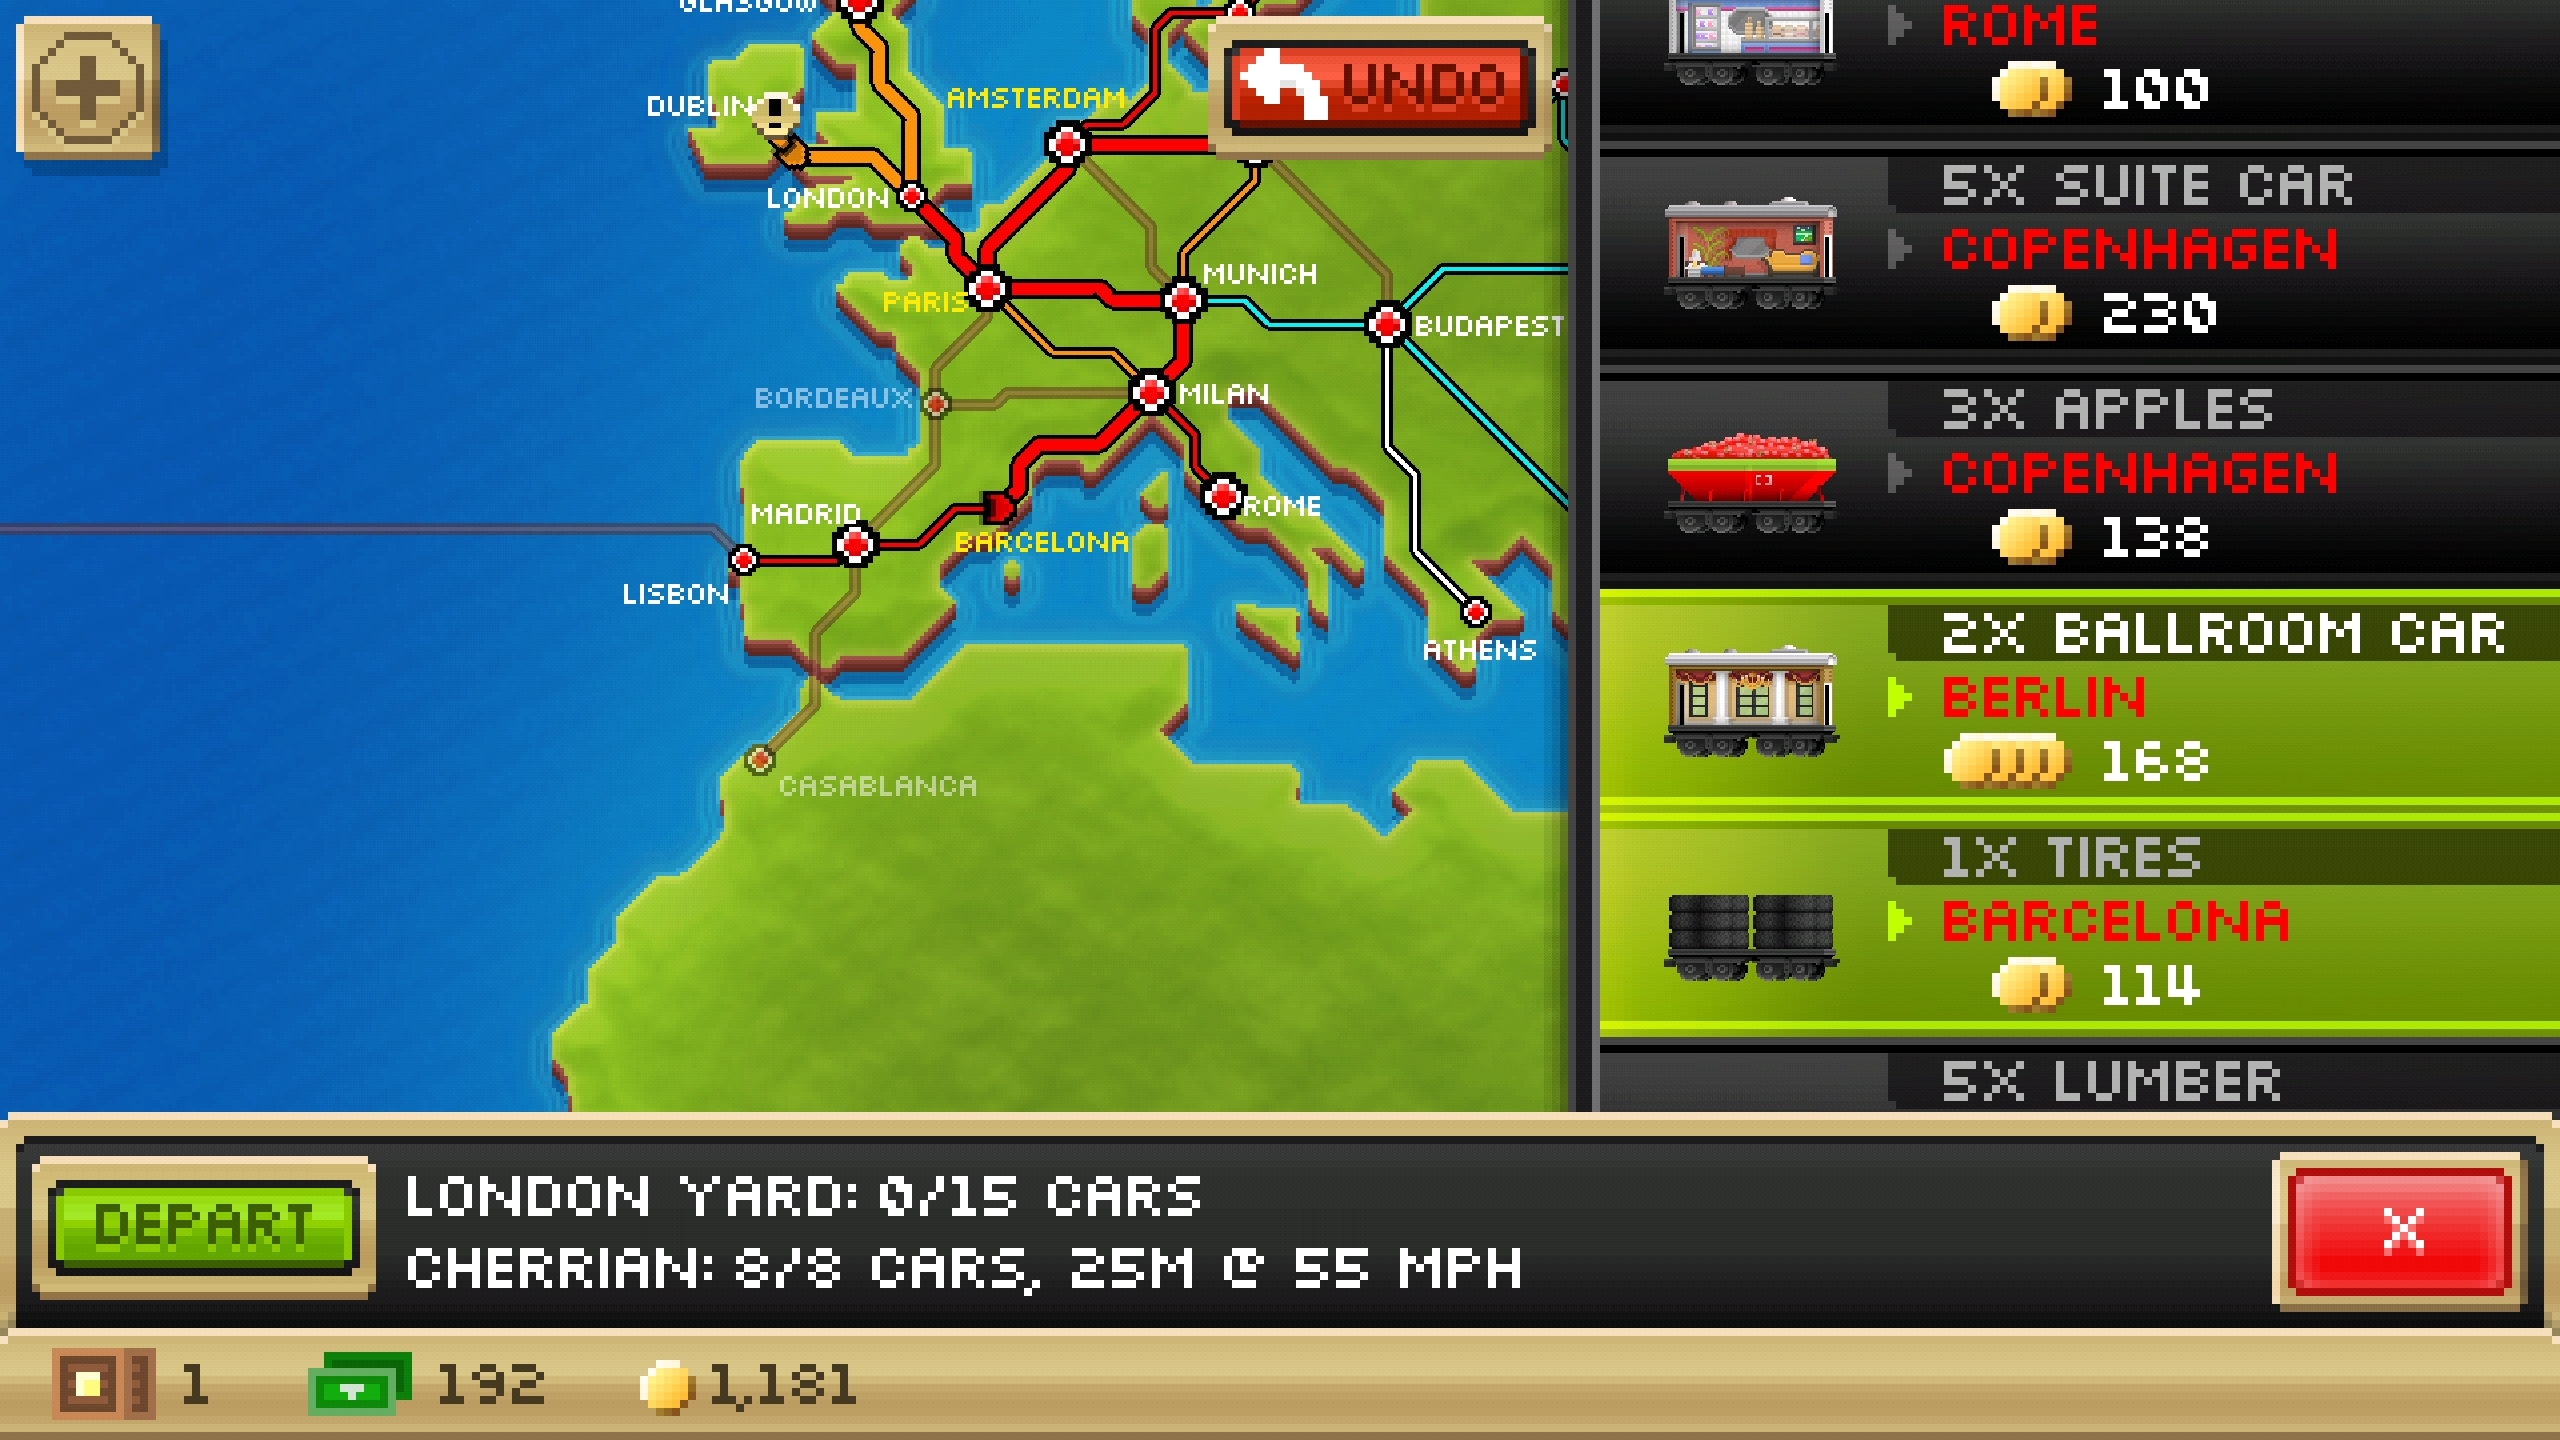 GLASGOW
DUBLIN
AMSTERDAM
UNDO
LONDON
MUNICH
PARIS
BUDAPEST
BORDEAUX
MILAN
MADRID
ROME
BARCELONA
LISBON
ATHENS
CASABLANCA
ROME
100
5X SUITE CAR
COPENHAGEN
230
3X APPLES
COPENHAGEN
138
2X BALLROOM CAR
BERLIN
168
1X TIRES
BARCELONA
114
5X LUMBER
DEPART
LONDON YARD: 0/15 CARS
CHERRIAN: 8/8 CARS, 25M @ 55 MPH
X
1 192 1,181